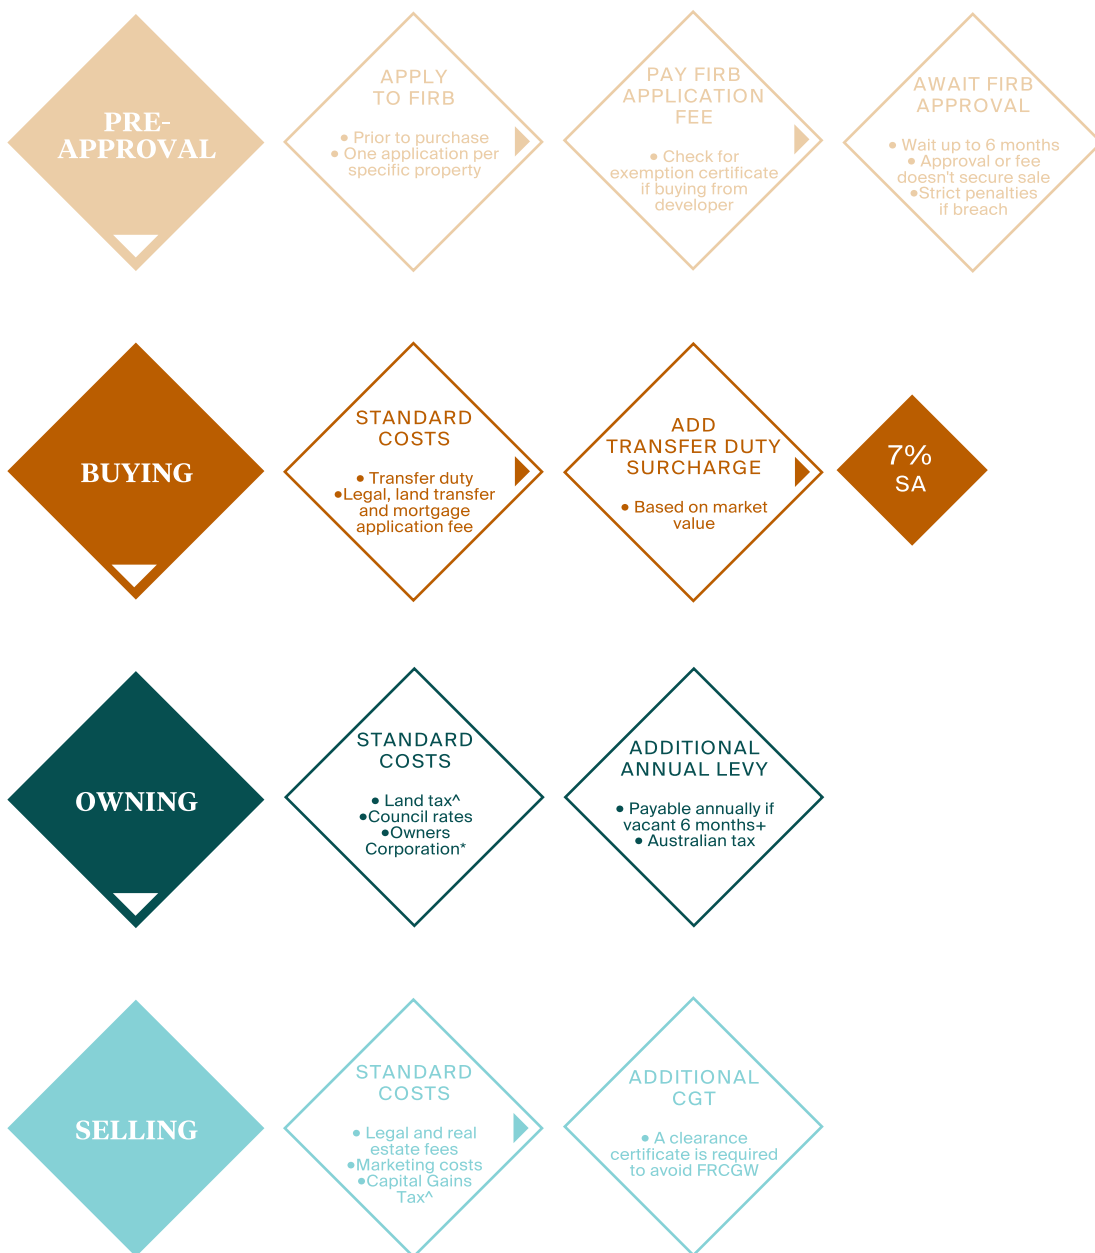 PRE-
APPROVAL
APPLY
TO FIRB
● Prior to purchase
● One application per
specific property
PAY FIRB
APPLICATION
FEE
● Check for
exemption certificate
if buying from
developer
AWAIT FIRB
APPROVAL
● Wait up to 6 months
● Approval or fee
doesn't secure sale
●Strict penalties
if breach
BUYING
STANDARD
COSTS
● Transfer duty
●Legal, land transfer
and mortgage
application fee
ADD
TRANSFER DUTY
SURCHARGE
● Based on market
value
7%
SA
OWNING
STANDARD
COSTS
● Land tax^
●Council rates
●Owners
Corporation*
ADDITIONAL
ANNUAL LEVY
● Payable annually if
vacant 6 months+
● Australian tax
SELLING
STANDARD
COSTS
● Legal and real
estate fees
●Marketing costs
●Capital Gains
Tax^
ADDITIONAL
CGT
● A clearance
certificate is required
to avoid FRCGW